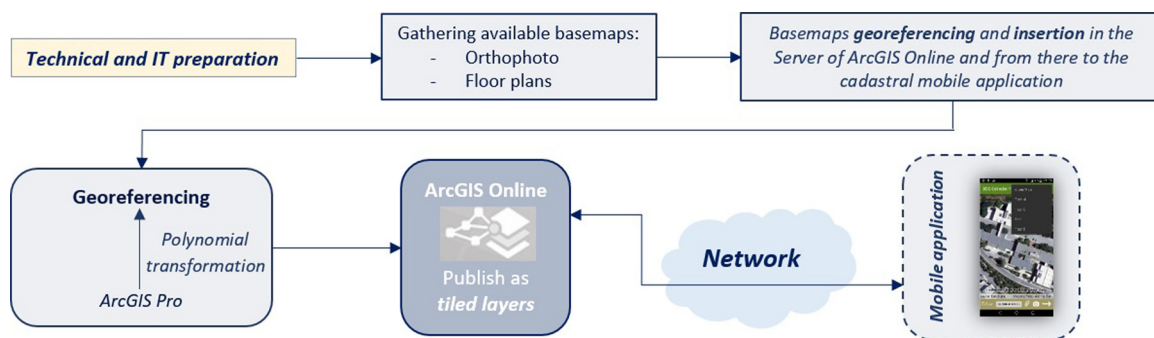 Technical and IT preparation
Gathering available basemaps:
- Orthophoto
- Floor plans
Basemaps georeferencing and insertion in the
Server of ArcGIS Online and from there to the
cadastral mobile application
Georeferencing
Polynomial
transformation
ArcGIS Pro
ArcGIS Online
Publish as
tiled layers
Network
Mobile application